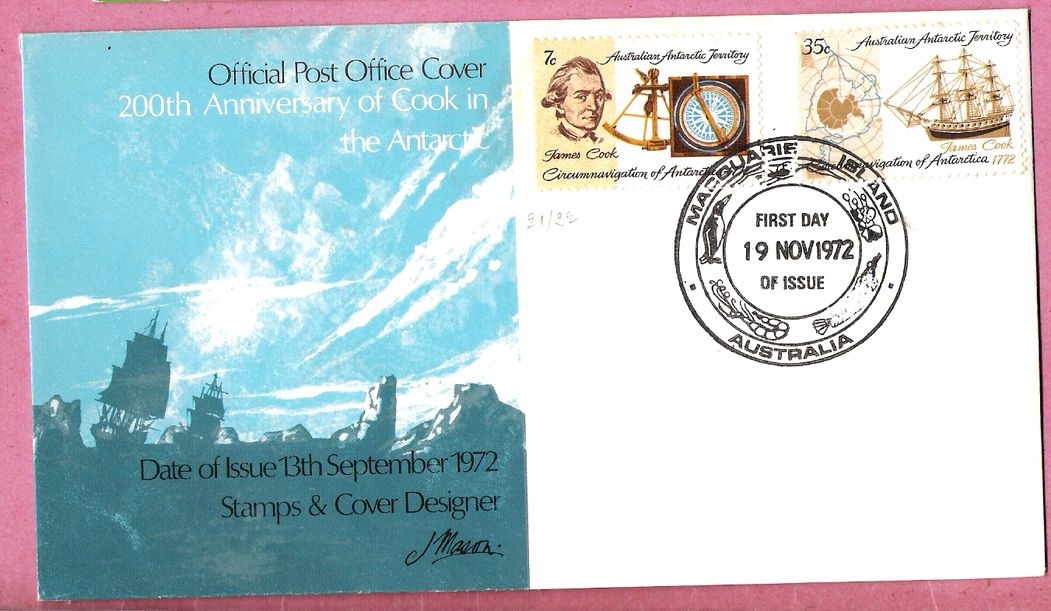 Official Post Office Cover
200th Anniversary of Cook in
the Antarctic
Date of Issue 13th September 1972
Stamps & Cover Designer
J Mason.
7c
Australian Antarctic Territory
James Cook
Circumnavigation of Antarctica
35c
Australian Antarctic Territory
James Cook
Circumnavigation of Antarctica 1772
21/22
MACQUARIE ISLAND
FIRST DAY
19 NOV 1972
OF ISSUE
AUSTRALIA